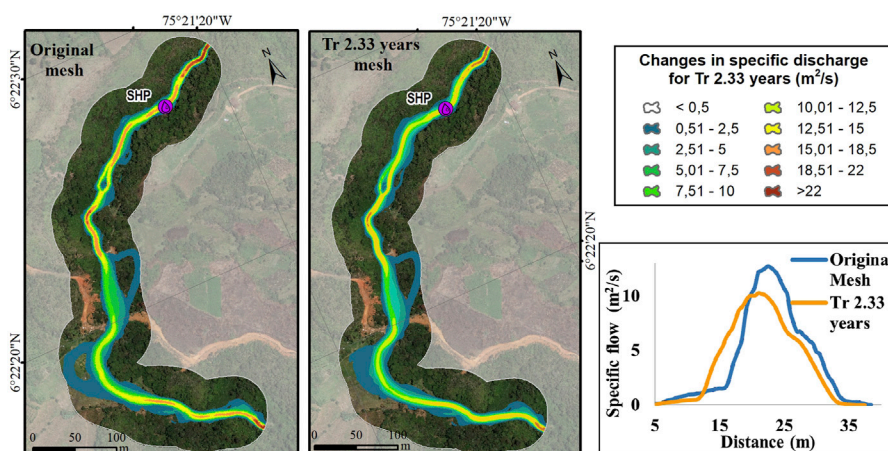 75°21'20"W
75°21'20"W
Original
mesh
Tr 2.33 years
mesh
N
N
SHP
SHP
6°22'30"N
6°22'20"N
6°22'20"N
0 50 100
m
0 50 100
m
Changes in specific discharge
for Tr 2.33 years (m²/s)
< 0,5
0,51 - 2,5
2,51 - 5
5,01 - 7,5
7,51 - 10
10,01 - 12,5
12,51 - 15
15,01 - 18,5
18,51 - 22
>22
Original
Mesh
Tr 2.33
years
Specific flow (m²/s)
10
5
0
5 15 25 35
Distance (m)